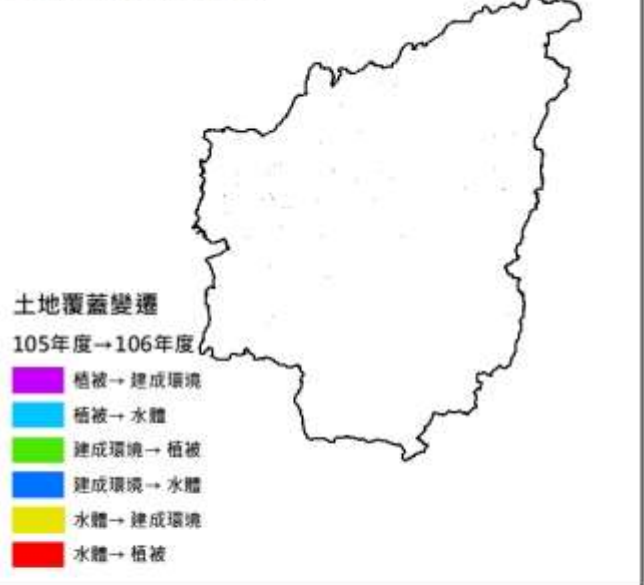 土地覆蓋變遷
105年度→106年度
植被→ 建成環境
植被→ 水體
建成環境→ 植被
建成環境→ 水體
水體→ 建成環境
水體→ 植被